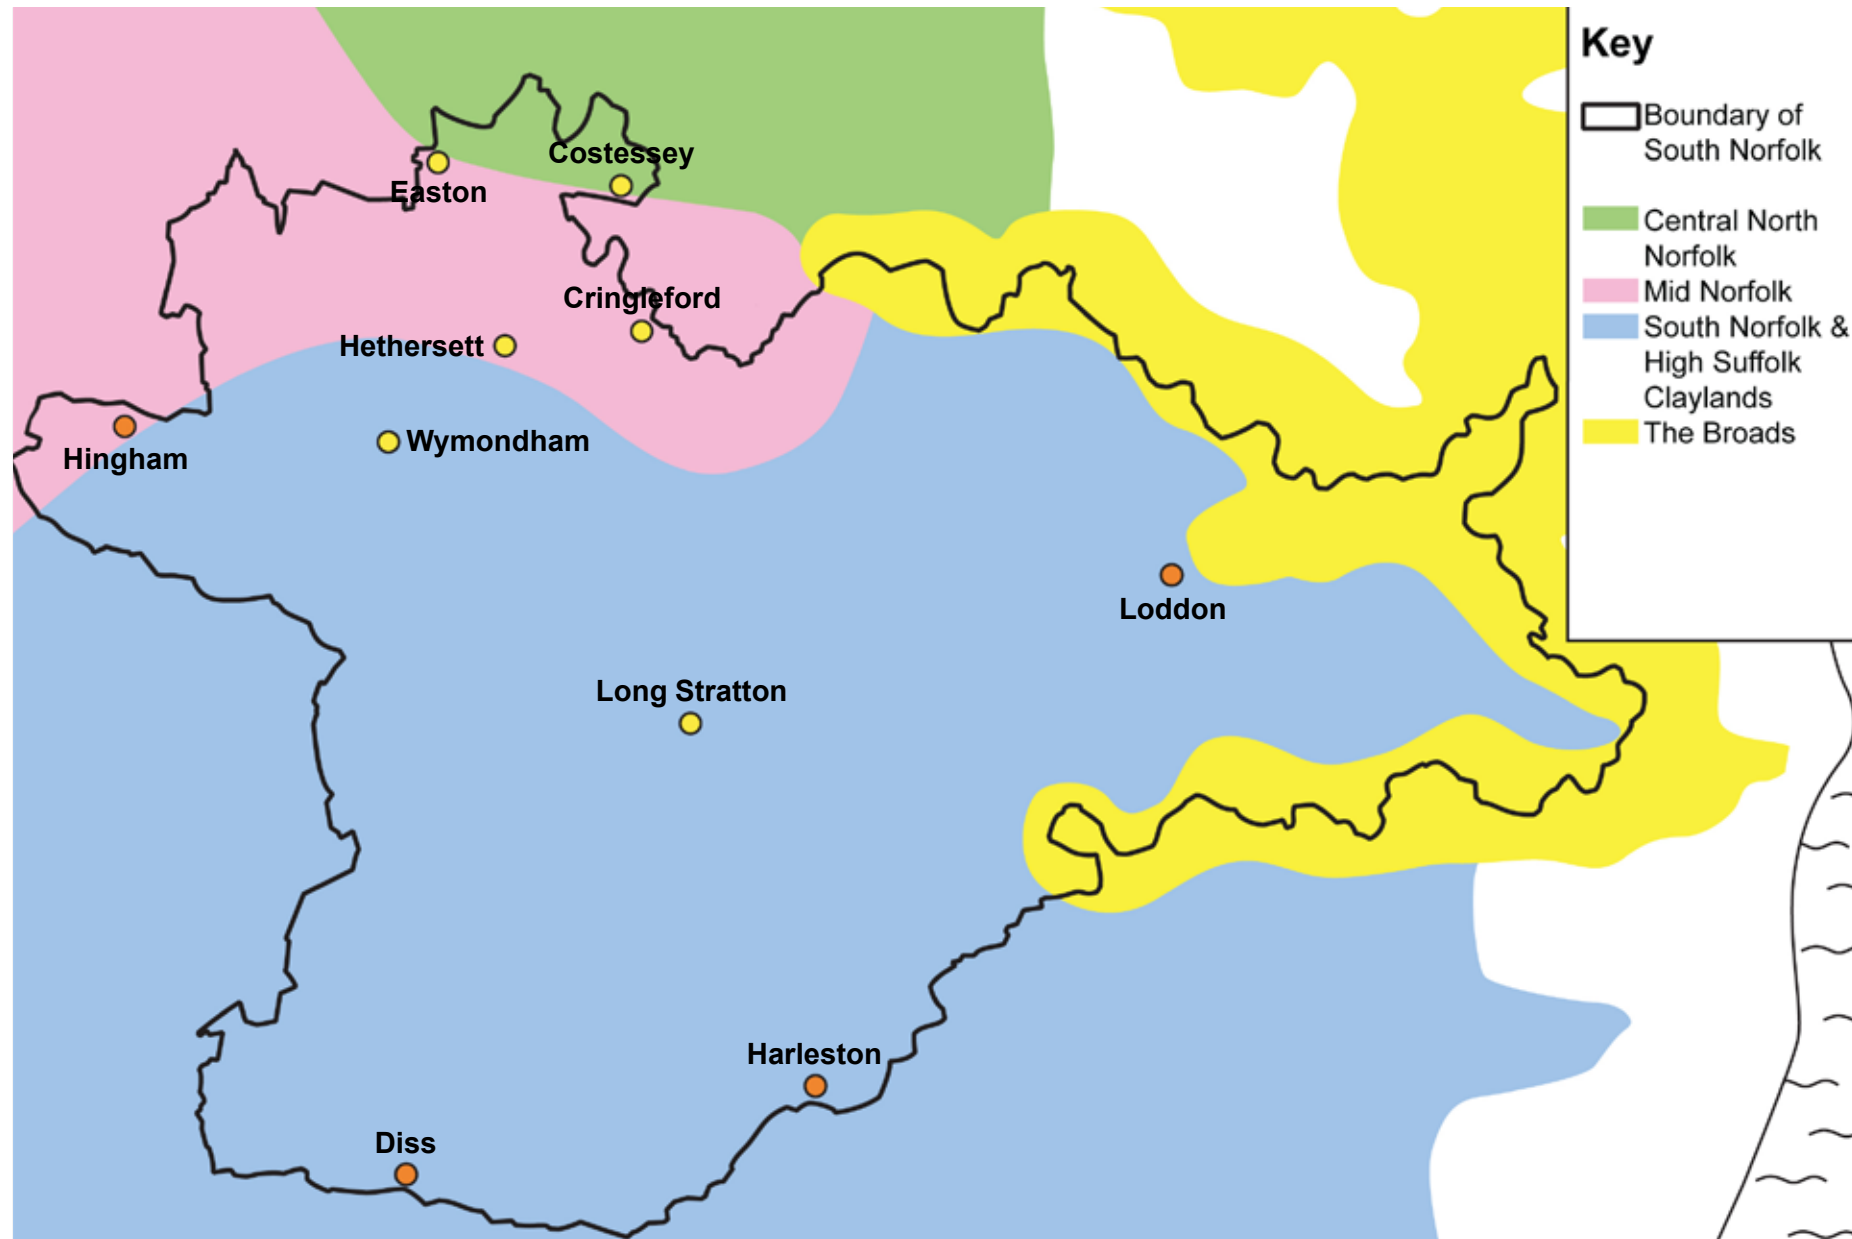 Key
Boundary of
South Norfolk
Central North
Norfolk
Mid Norfolk
South Norfolk &
High Suffolk
Claylands
The Broads
Costessey
Easton
Cringleford
Hethersett
Wymondham
Hingham
Loddon
Long Stratton
Harleston
Diss